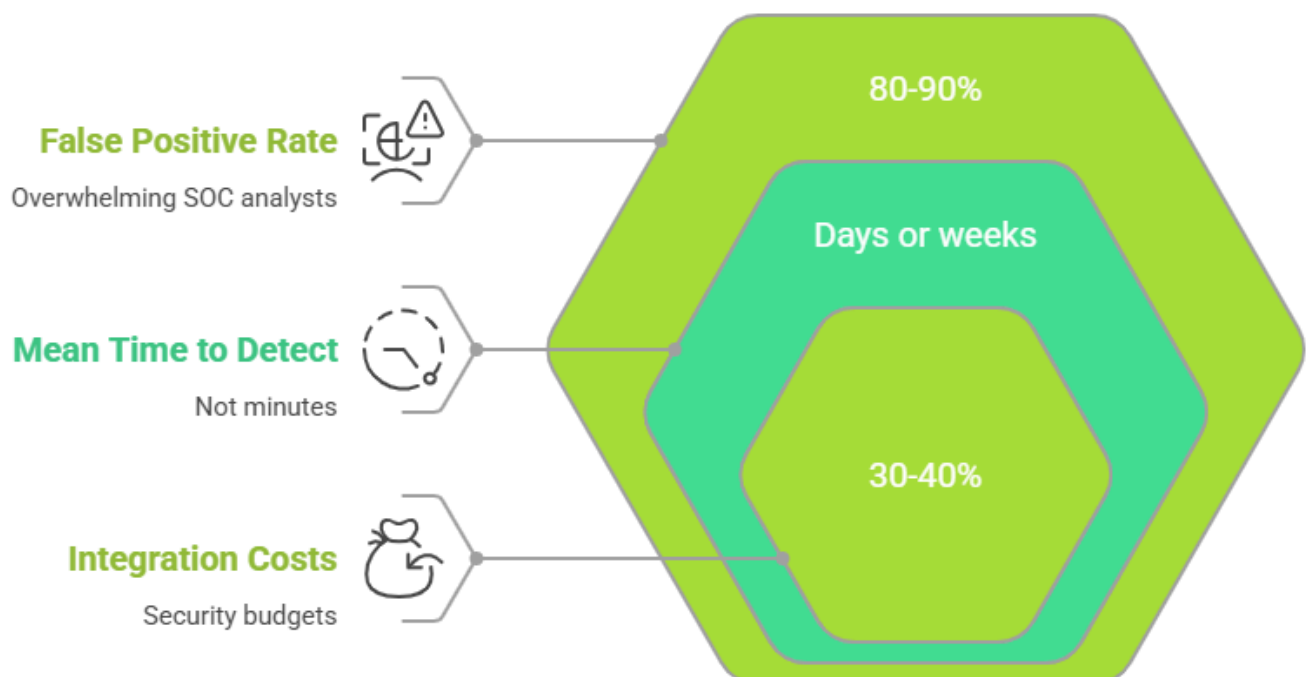 80-90%
False Positive Rate
Overwhelming SOC analysts
Days or weeks
Mean Time to Detect
Not minutes
30-40%
Integration Costs
Security budgets